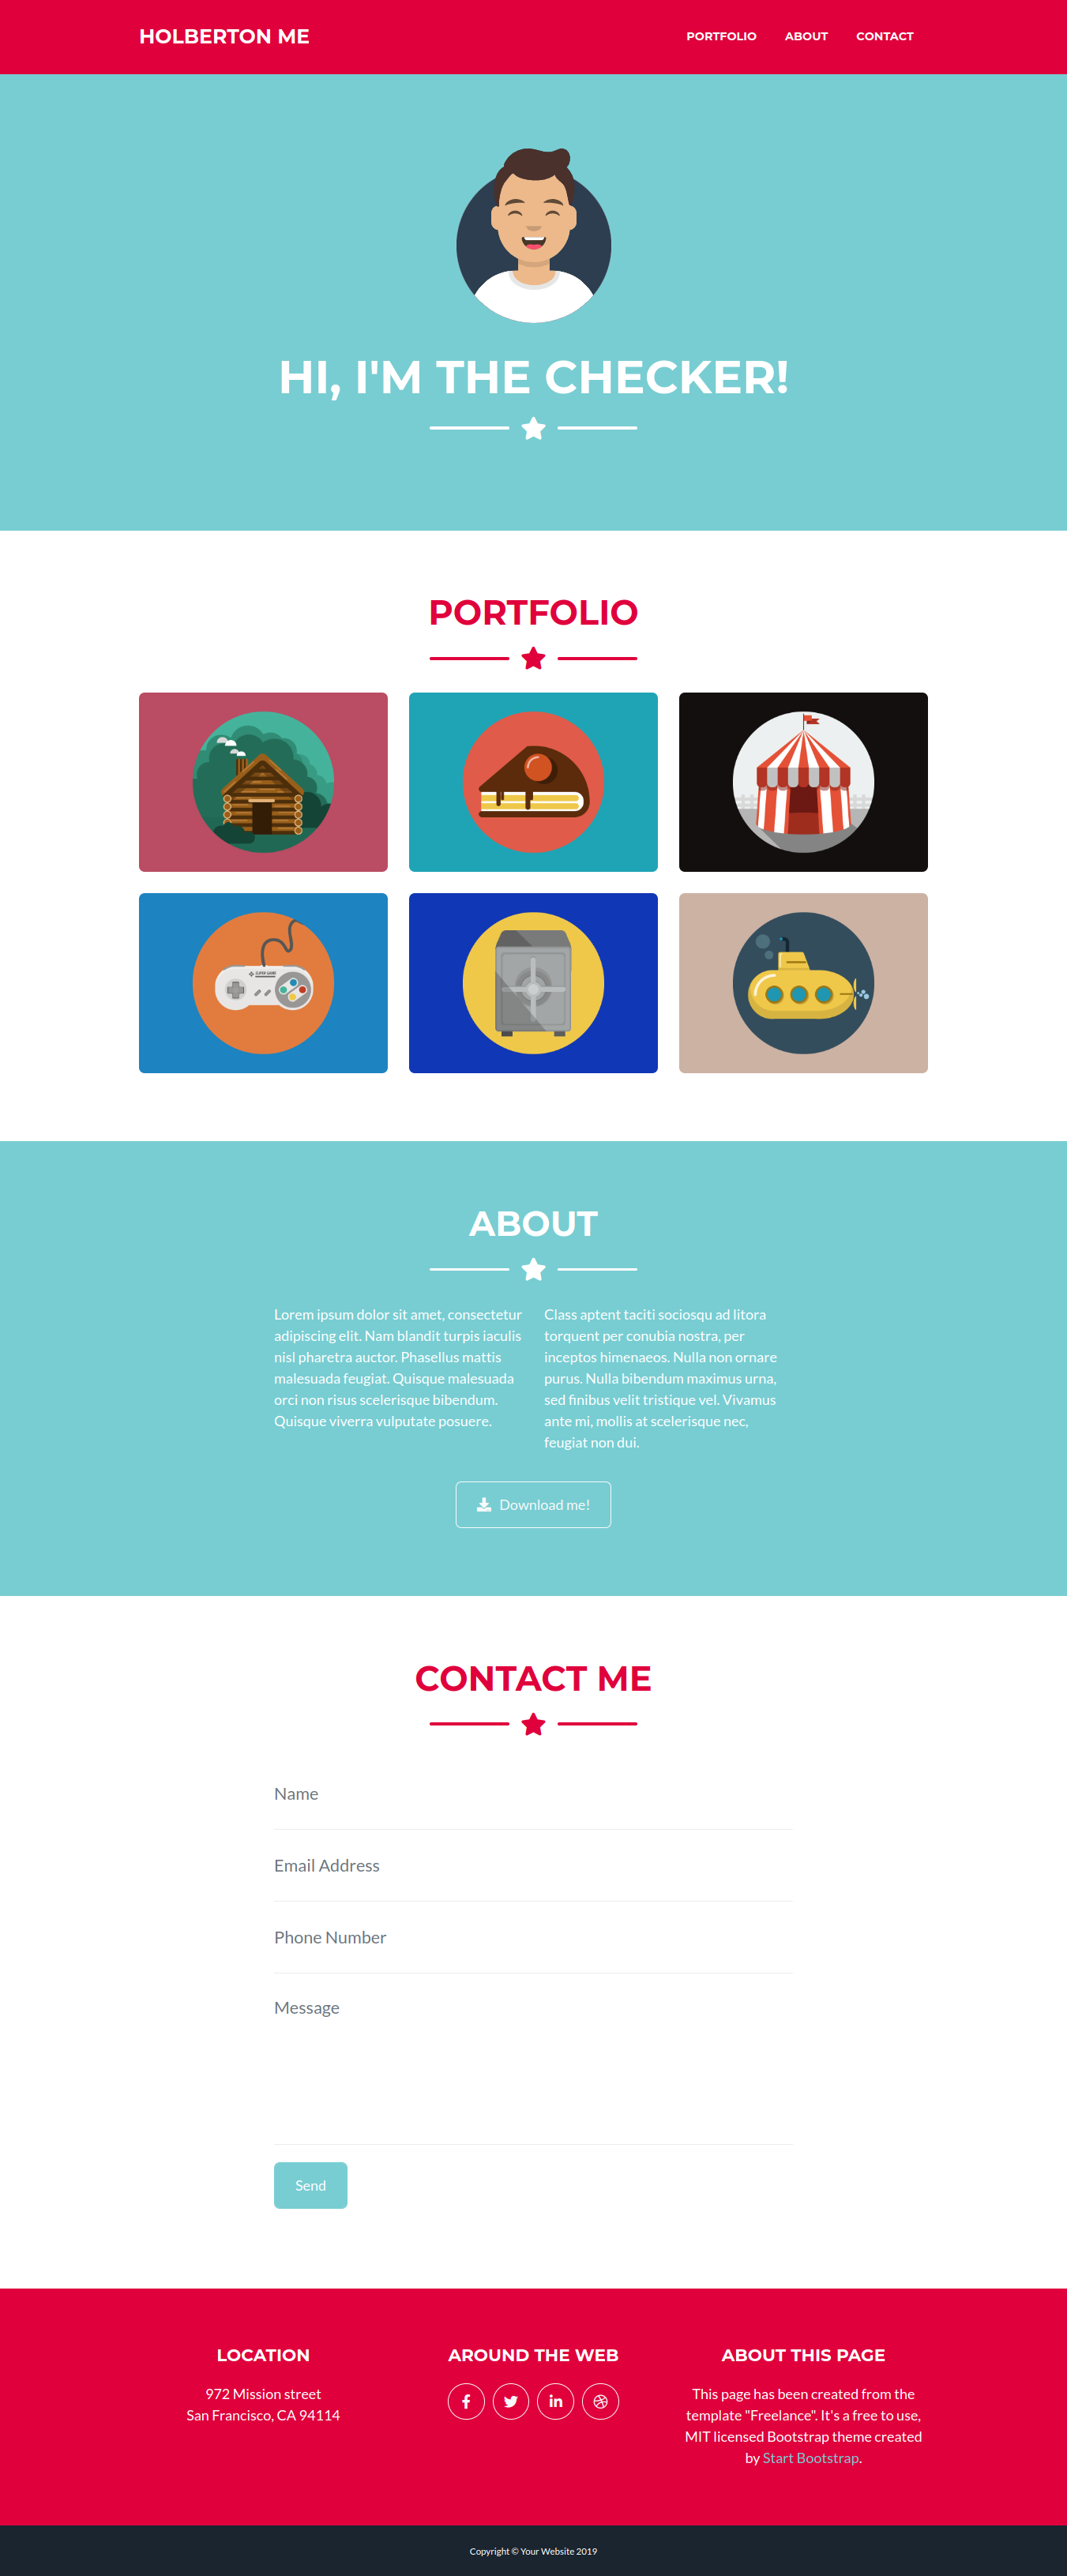 HOLBERTON ME
PORTFOLIO ABOUT CONTACT
HI, I'M THE CHECKER!
PORTFOLIO
SUPER GAME
ABOUT
Lorem ipsum dolor sit amet, consectetur
adipiscing elit. Nam blandit turpis iaculis
nisl pharetra auctor. Phasellus mattis
malesuada feugiat. Quisque malesuada
orci non risus scelerisque bibendum.
Quisque viverra vulputate posuere.
Class aptent taciti sociosqu ad litora
torquent per conubia nostra, per
inceptos himenaeos. Nulla non ornare
purus. Nulla bibendum maximus urna,
sed finibus velit tristique vel. Vivamus
ante mi, mollis at scelerisque nec,
feugiat non dui.
Download me!
CONTACT ME
Name
Email Address
Phone Number
Message
Send
LOCATION
972 Mission street
San Francisco, CA 94114
AROUND THE WEB
ABOUT THIS PAGE
This page has been created from the
template "Freelance". It's a free to use,
MIT licensed Bootstrap theme created
by Start Bootstrap.
Copyright © Your Website 2019